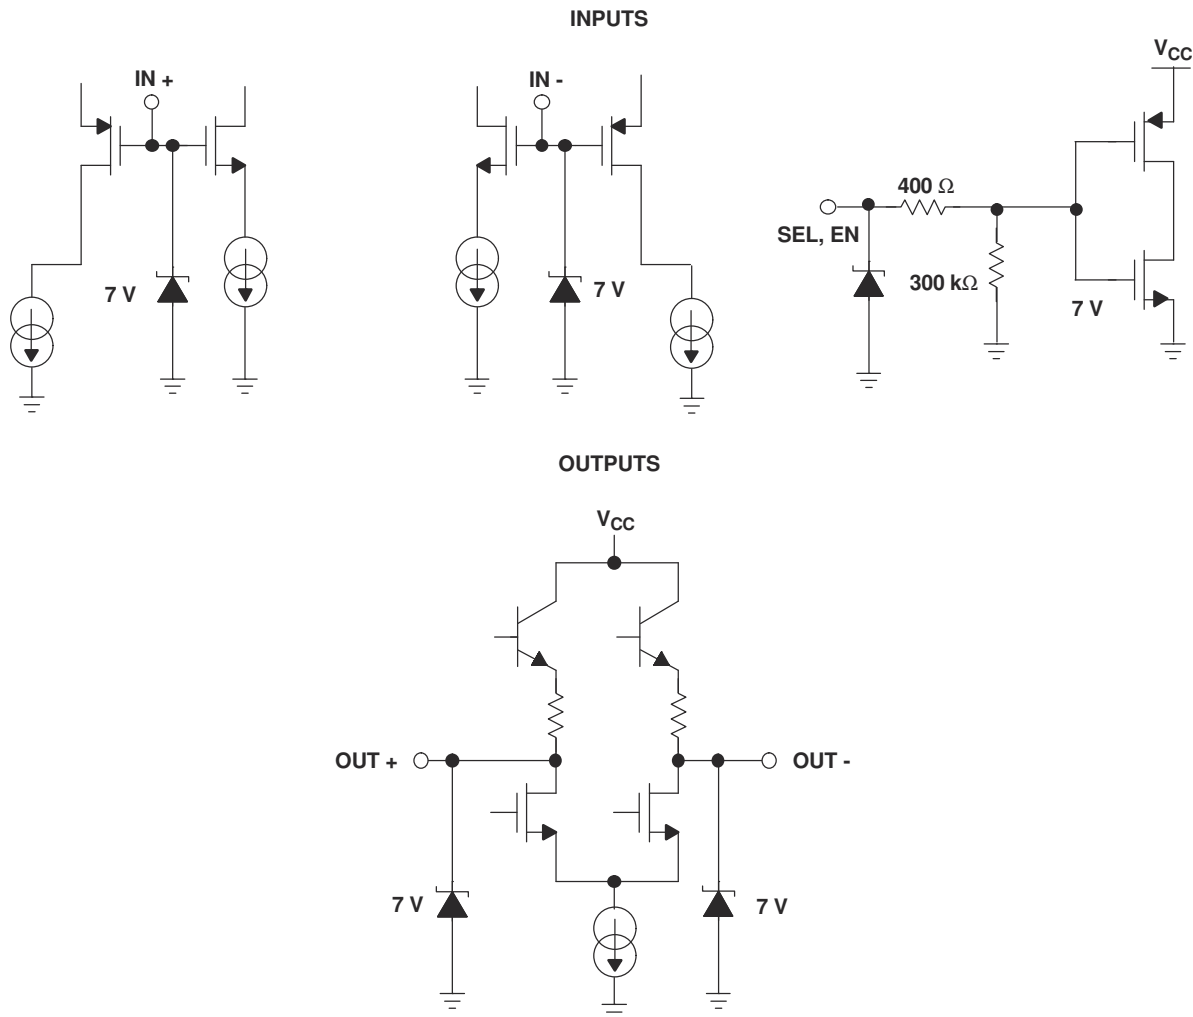 INPUTS
IN +
7 V
IN -
7 V
VCC
SEL, EN
400 Ω
300 kΩ
7 V
OUTPUTS
VCC
OUT +
OUT -
7 V
7 V